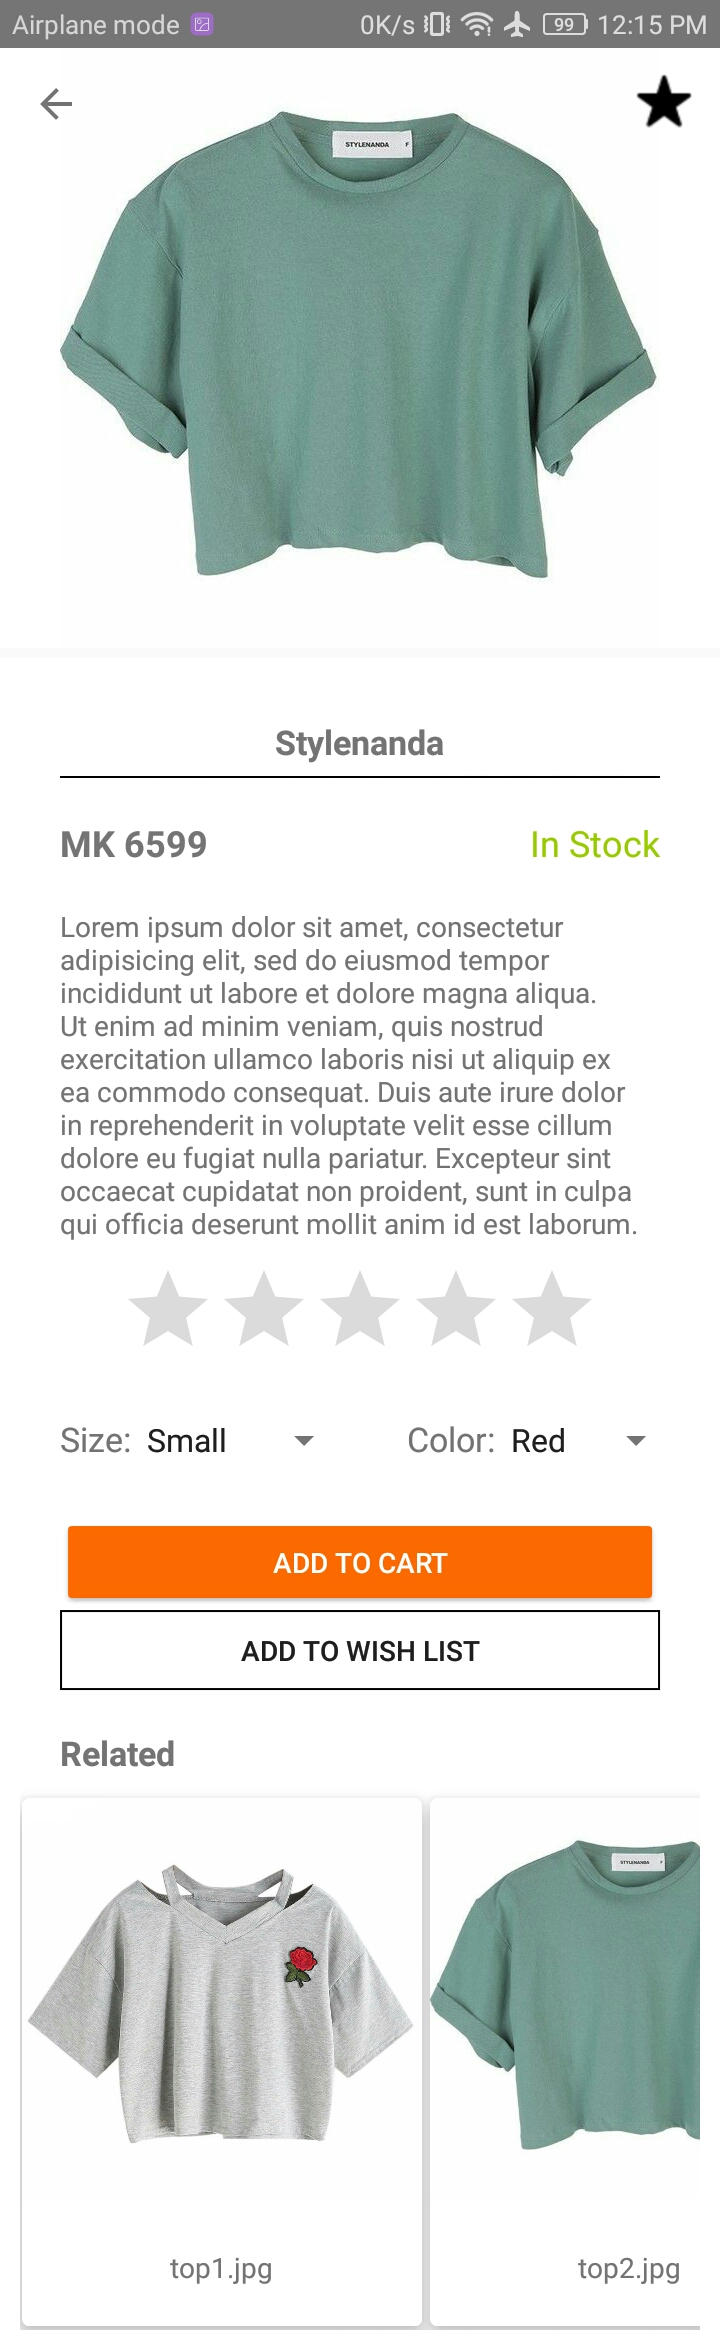 Airplane mode 0K/s 99 12:15 PM
STYLENANDA F
Stylenanda
MK 6599 In Stock
Lorem ipsum dolor sit amet, consectetur
adipisicing elit, sed do eiusmod tempor
incididunt ut labore et dolore magna aliqua.
Ut enim ad minim veniam, quis nostrud
exercitation ullamco laboris nisi ut aliquip ex
ea commodo consequat. Duis aute irure dolor
in reprehenderit in voluptate velit esse cillum
dolore eu fugiat nulla pariatur. Excepteur sint
occaecat cupidatat non proident, sunt in culpa
qui officia deserunt mollit anim id est laborum.
Size: Small Color: Red
ADD TO CART
ADD TO WISH LIST
Related
STYLENANDA F
top1.jpg top2.jpg